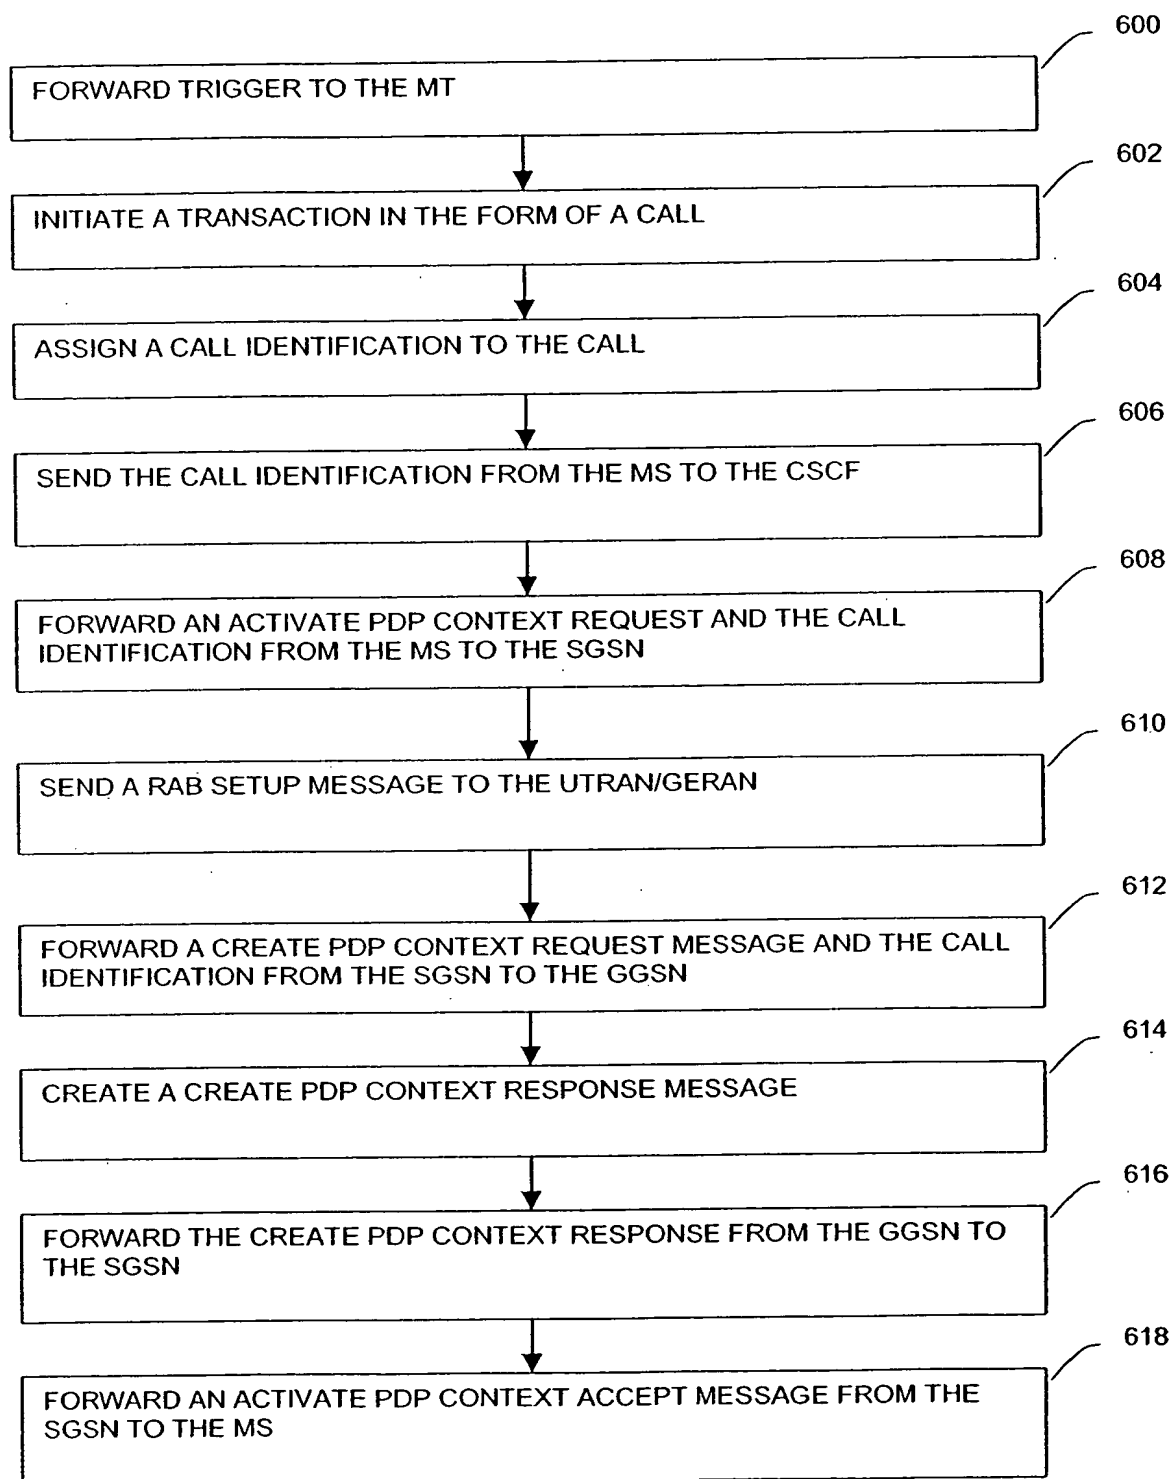 600
FORWARD TRIGGER TO THE MT
602
INITIATE A TRANSACTION IN THE FORM OF A CALL
604
ASSIGN A CALL IDENTIFICATION TO THE CALL
606
SEND THE CALL IDENTIFICATION FROM THE MS TO THE CSCF
608
FORWARD AN ACTIVATE PDP CONTEXT REQUEST AND THE CALL
IDENTIFICATION FROM THE MS TO THE SGSN
610
SEND A RAB SETUP MESSAGE TO THE UTRAN/GERAN
612
FORWARD A CREATE PDP CONTEXT REQUEST MESSAGE AND THE CALL
IDENTIFICATION FROM THE SGSN TO THE GGSN
614
CREATE A CREATE PDP CONTEXT RESPONSE MESSAGE
616
FORWARD THE CREATE PDP CONTEXT RESPONSE FROM THE GGSN TO
THE SGSN
618
FORWARD AN ACTIVATE PDP CONTEXT ACCEPT MESSAGE FROM THE
SGSN TO THE MS